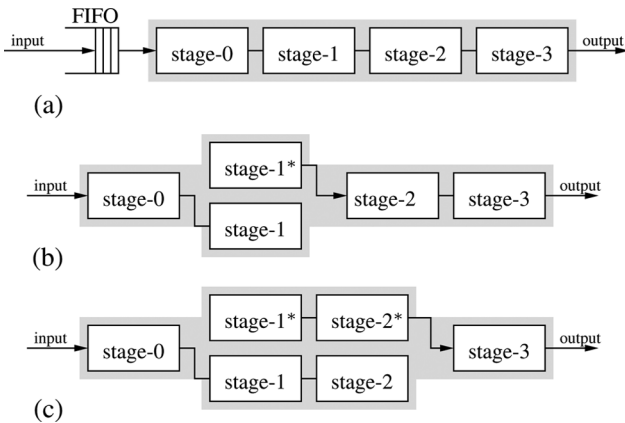 FIFO
input
stage-0 stage-1 stage-2 stage-3
output
(a)
stage-1*
input
stage-0
stage-2 stage-3
output
stage-1
(b)
stage-1* stage-2*
input
stage-0
stage-3
output
stage-1 stage-2
(c)